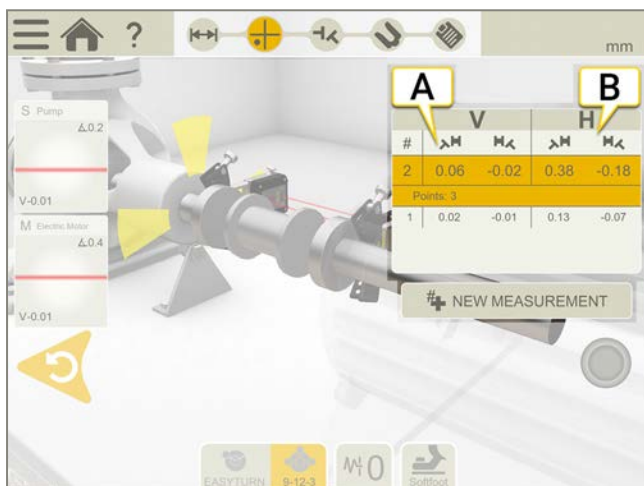 ?
mm
A
B
S Pump
∡0.2
V-0.01
M Electric Motor
∡0.4
V-0.01
V H
#
2 0.06 -0.02 0.38 -0.18
Points: 3
1 0.02 -0.01 0.13 -0.07
# NEW MEASUREMENT
EASYTURN 9-12-3 0 Softfoot